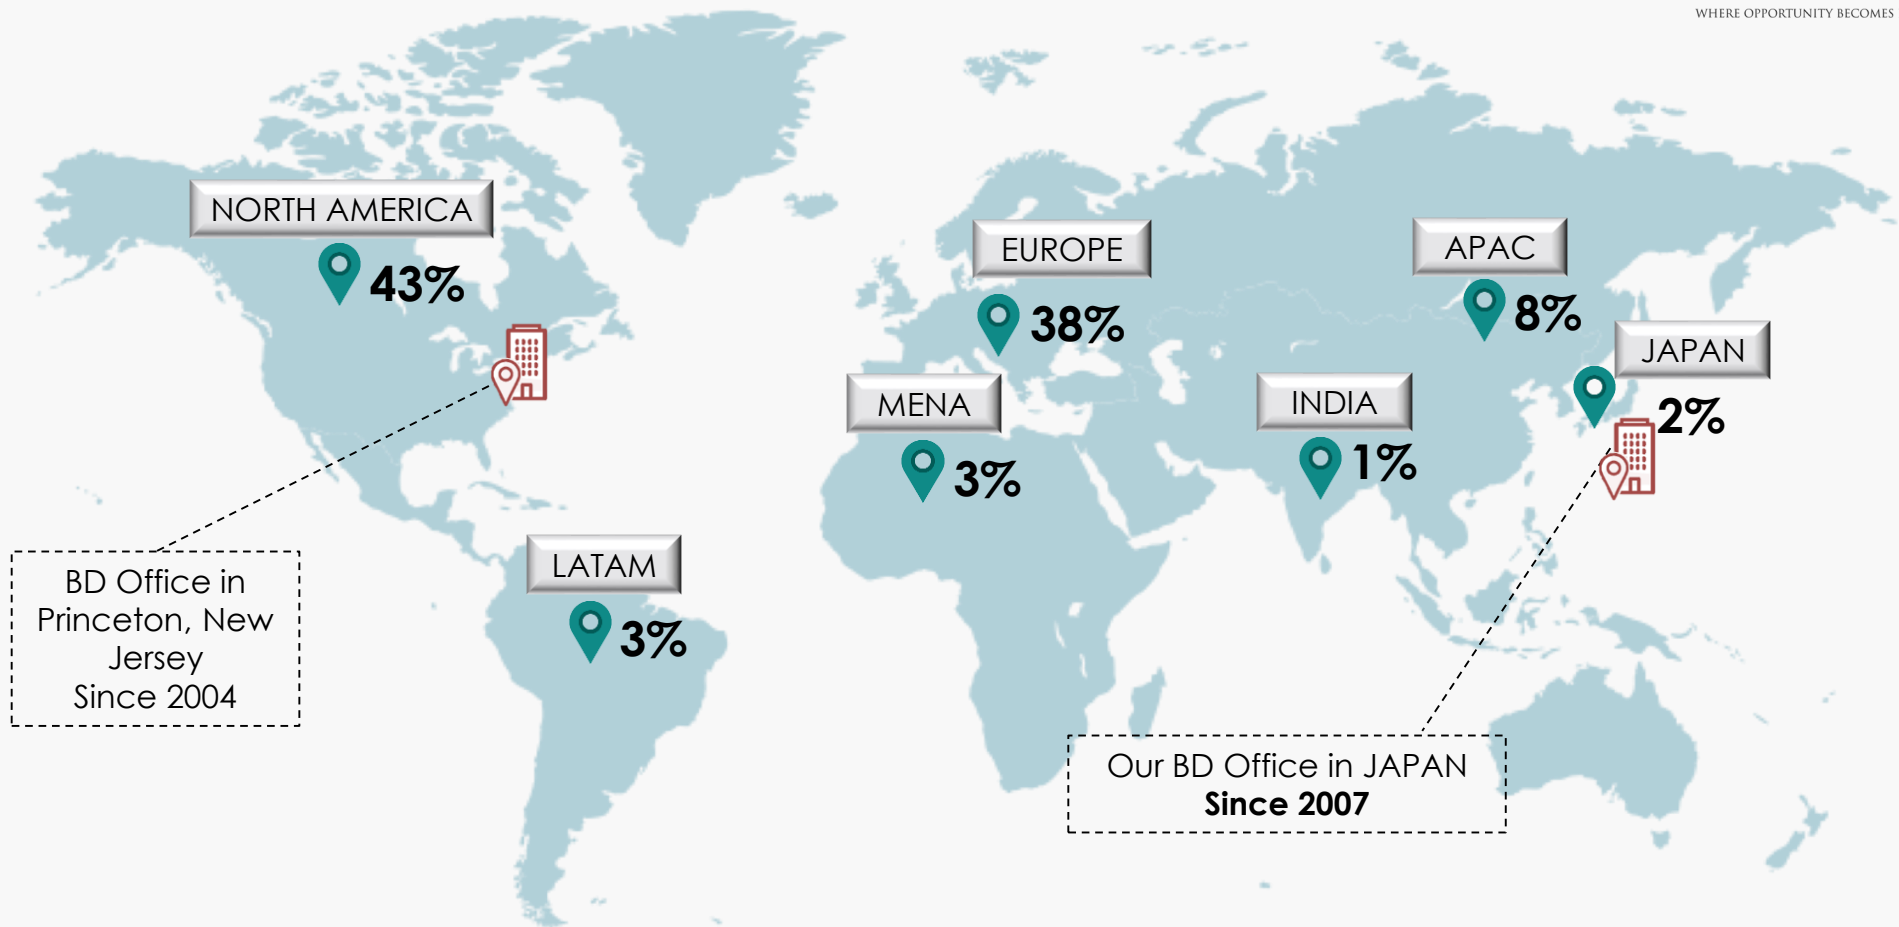 WHERE OPPORTUNITY BECOMES
NORTH AMERICA
43%
EUROPE
38%
APAC
8%
JAPAN
2%
MENA
3%
INDIA
1%
LATAM
3%
BD Office in
Princeton, New
Jersey
Since 2004
Our BD Office in JAPAN
Since 2007